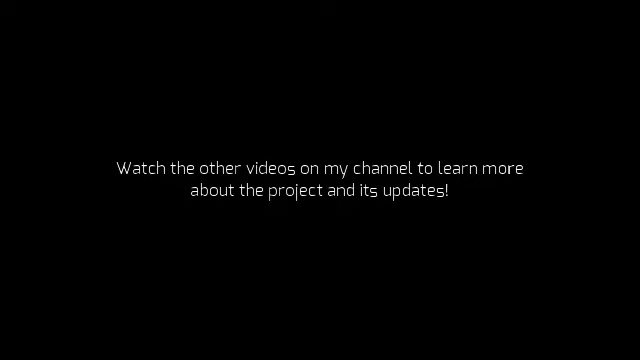 Watch the other videos on my channel to learn more
about the project and its updates!